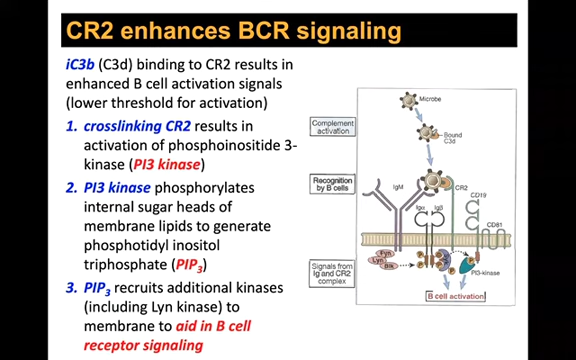 CR2 enhances BCR signaling
iC3b (C3d) binding to CR2 results in
enhanced B cell activation signals
(lower threshold for activation)
1. crosslinking CR2 results in
activation of phosphoinositide 3-
kinase (PI3 kinase)
2. PI3 kinase phosphorylates
internal sugar heads of
membrane lipids to generate
phosphotidyl inositol
triphosphate (PIP3)
3. PIP3 recruits additional kinases
(including Lyn kinase) to
membrane to aid in B cell
receptor signaling
Microbe
Complement
activation
Bound
C3d
Recognition
by B cells
IgM
CR2
CD19
Igα
Igβ
CD81
Fyn
Lyn
Blk
P
P
P
P
Signals from
Ig and CR2
complex
PI3-kinase
B cell activation